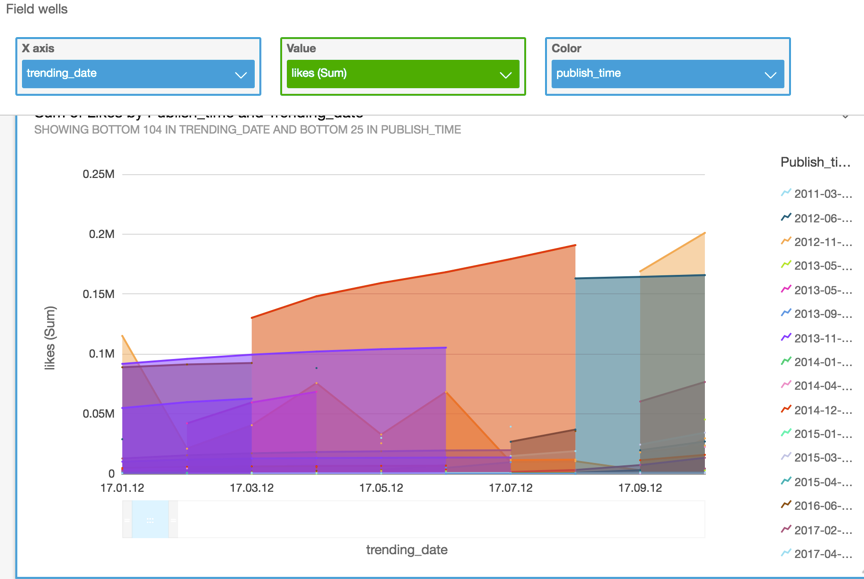 Field wells
X axis
Value
Color
trending_date
likes (Sum)
publish_time
Sum of Likes by Publish_time and Trending_date
SHOWING BOTTOM 104 IN TRENDING_DATE AND BOTTOM 25 IN PUBLISH_TIME
Publish_ti...
0.25M
0.2M
0.15M
0.1M
0.05M
0
likes (Sum)
17.01.12
17.03.12
17.05.12
17.07.12
17.09.12
trending_date
2011-03-...
2012-06-...
2012-11-...
2013-05-...
2013-05-...
2013-09-...
2013-11-...
2014-01-...
2014-04-...
2014-12-...
2015-01-...
2015-03-...
2015-04-...
2016-06-...
2017-02-...
2017-04-...